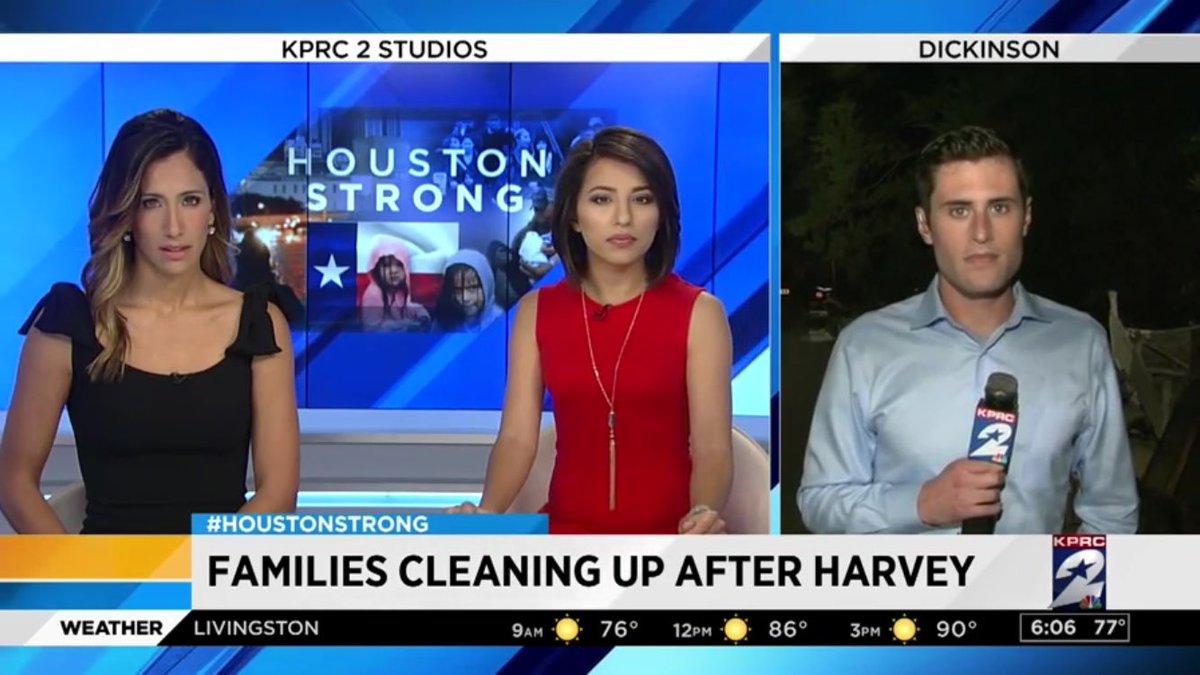 KPRC 2 STUDIOS
DICKINSON
HOUSTON
STRONG
KPRC
2
#HOUSTONSTRONG
FAMILIES CLEANING UP AFTER HARVEY
KPRC
2
WEATHER LIVINGSTON 9AM 76° 12PM 86° 3PM 90° 6:06 77°